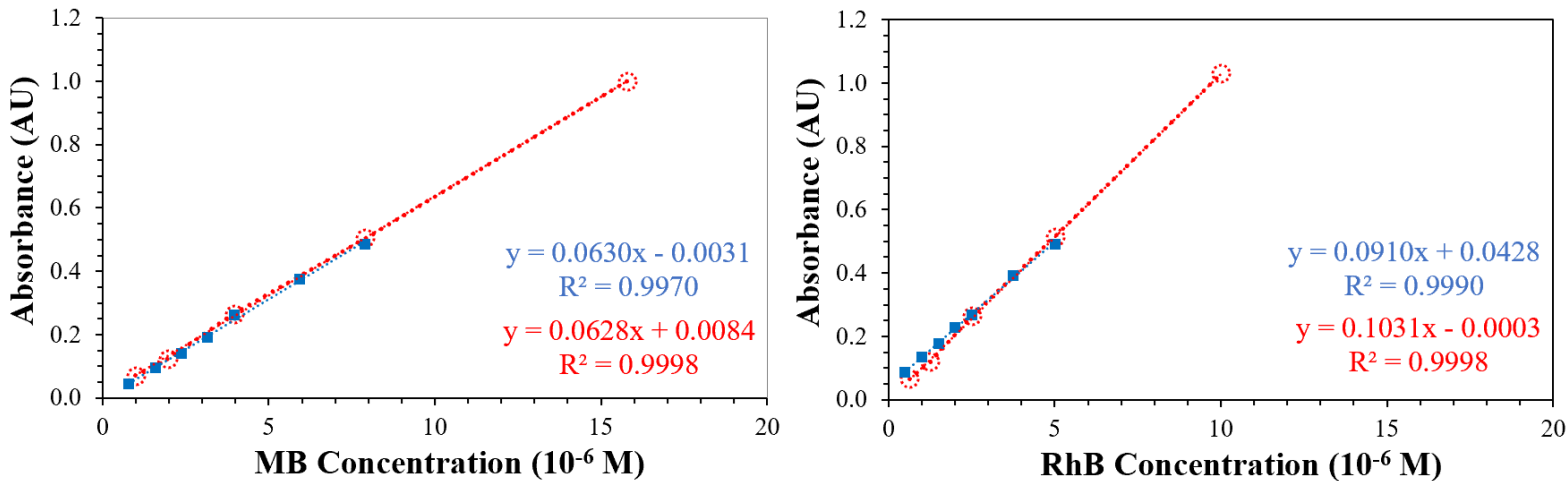 Absorbance (AU)
1.2
1.0
0.8
0.6
0.4
0.2
0.0
y = 0.0630x - 0.0031
R² = 0.9970
y = 0.0628x + 0.0084
R² = 0.9998
0 5 10 15 20
MB Concentration (10⁻⁶ M)
Absorbance (AU)
1.2
1.0
0.8
0.6
0.4
0.2
0.0
y = 0.0910x + 0.0428
R² = 0.9990
y = 0.1031x - 0.0003
R² = 0.9998
0 5 10 15 20
RhB Concentration (10⁻⁶ M)